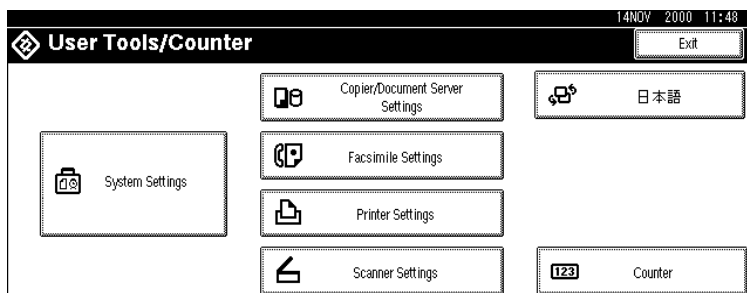 14NOV 2000 11:48
User Tools/Counter
Exit
Copier/Document Server
Settings
日本語
Facsimile Settings
System Settings
Printer Settings
Scanner Settings
123
Counter